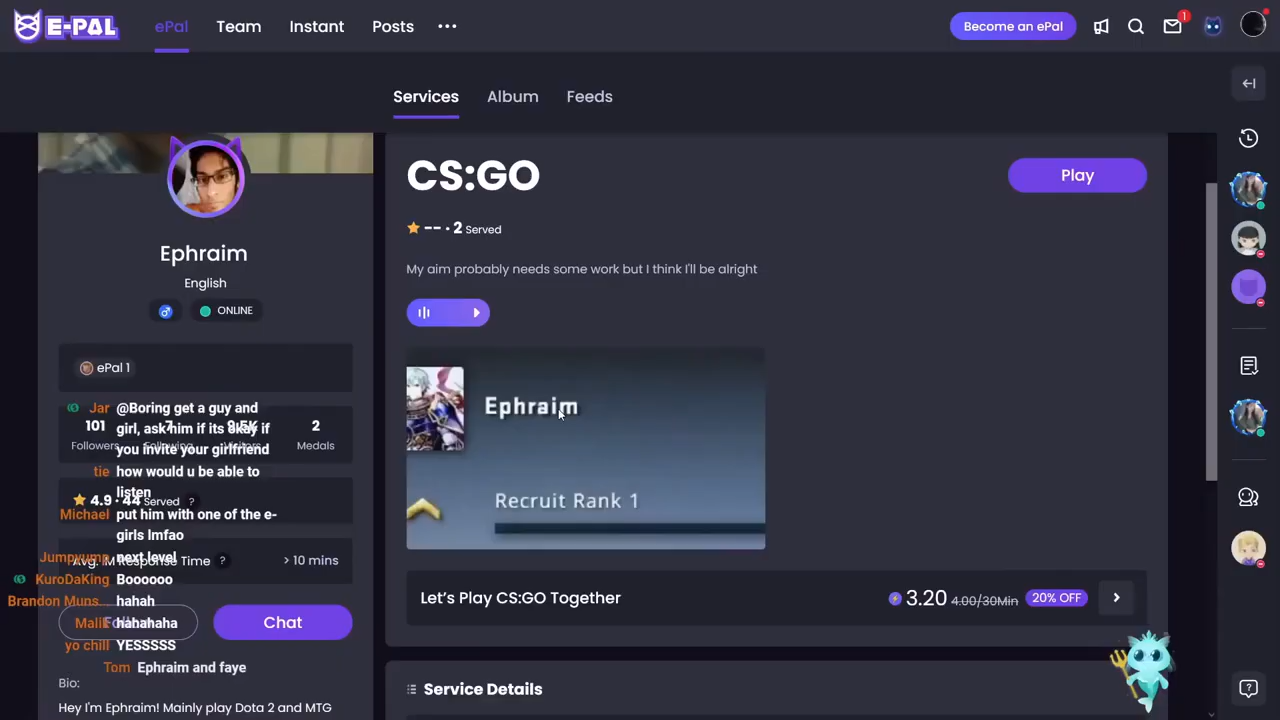 E-PAL
ePal
Team
Instant
Posts
Become an ePal
1
Services
Album
Feeds
CS:GO
Play
-- · 2 Served
My aim probably needs some work but I think I'll be alright
Ephraim
English
ONLINE
ePal 1
101
2
Followers
Medals
4.9 · 44 Served ?
Avg. IM Response Time ?
> 10 mins
Chat
Bio:
Hey I'm Ephraim! Mainly play Dota 2 and MTG
Jar @Boring get a guy and
girl, ask him if its okay if
you invite your girlfriend
tie how would u be able to
listen
Michael put him with one of the e-
girls lmfao
Jumpyump next level
KuroDaKing Boooooo
Brandon Muns... hahah
Malik Hahahaha
yo chill YESSSSS
Tom Ephraim and faye
Ephraim
Recruit Rank 1
Let's Play CS:GO Together
3.20 4.00/30Min 20% OFF
Service Details